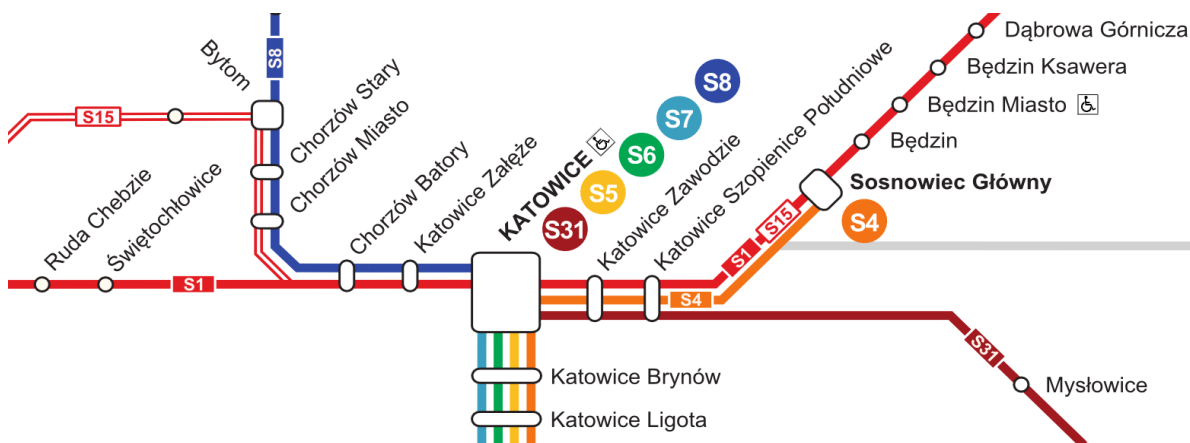 Dąbrowa Górnicza
S8
Bytom
Będzin Ksawera
Chorzów Stary
S8
Będzin Miasto
S15
Chorzów Miasto
S7
Będzin
S6
Ruda Chebzie
Świętochłowice
Chorzów Batory
Katowice Załęże
KATOWICE
S5
S31
Katowice Zawodzie
Katowice Szopienice Południowe
Sosnowiec Główny
S4
S15
S1
S1
S4
S31
Katowice Brynów
Mysłowice
Katowice Ligota